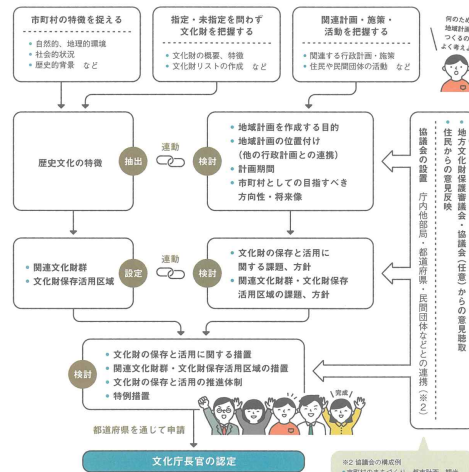 市町村の特徴を捉える
• 自然的、地理的環境
• 社会的状況
• 歴史的背景 など
指定・未指定を問わず
文化財を把握する
• 文化財の概要、特徴
• 文化財リストの作成 など
関連計画・施策・
活動を把握する
• 関連する行政計画・施策
• 住民や民間団体の活動 など
何のため
地域計画
つくるの
よく考え
歴史文化の特徴
抽出
連動
検討
• 地域計画を作成する目的
• 地域計画の位置付け
(他の行政計画との連携)
• 計画期間
• 市町村としての目指すべき
方向性・将来像
• 関連文化財群
• 文化財保存活用区域
設定
連動
検討
• 文化財の保存と活用に
関する課題、方針
• 関連文化財群・文化財保存
活用区域の課題、方針
• 地方文化財保護審議会・協議会(任意)からの意見聴取
• 住民からの意見反映
協議会の設置 庁内他部局・都道府県・民間団体などとの連携(※2)
検討
• 文化財の保存と活用に関する措置
• 関連文化財群・文化財保存活用区域の措置
• 文化財の保存と活用の推進体制
• 特例措置
完成
都道府県を通じて申請
文化庁長官の認定
※2 協議会の構成例